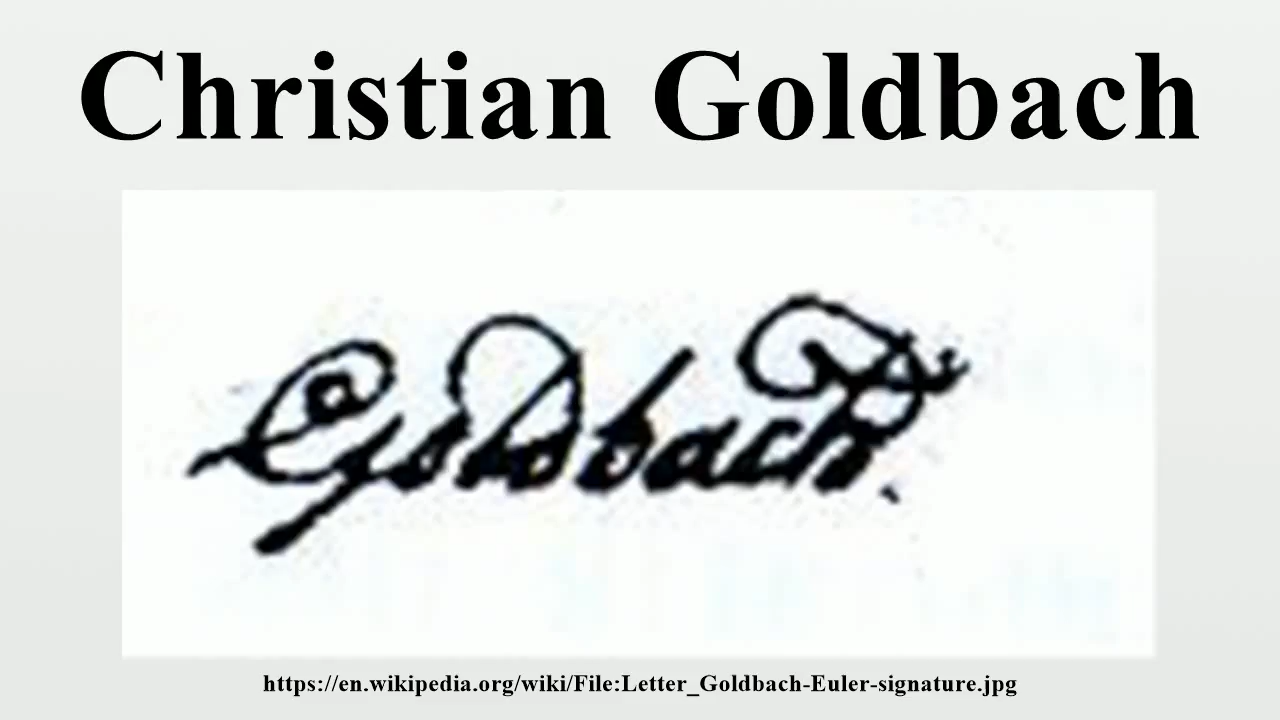 Christian Goldbach
Goldbach.
https://en.wikipedia.org/wiki/File:Letter_Goldbach-Euler-signature.jpg